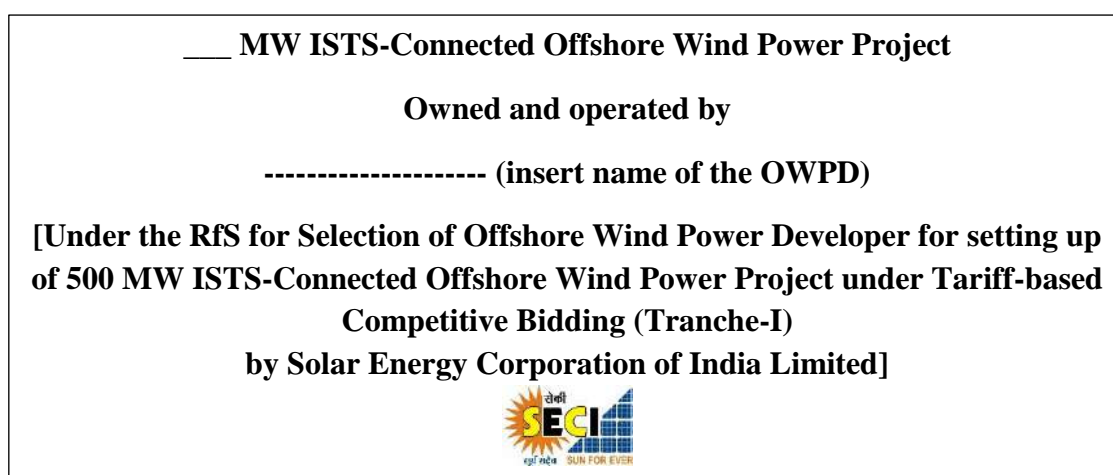 ___ MW ISTS-Connected Offshore Wind Power Project
Owned and operated by
--------------------- (insert name of the OWPD)
[Under the RfS for Selection of Offshore Wind Power Developer for setting up
of 500 MW ISTS-Connected Offshore Wind Power Project under Tariff-based
Competitive Bidding (Tranche-I)
by Solar Energy Corporation of India Limited]
सेकी
SECI
SUN FOR EVER